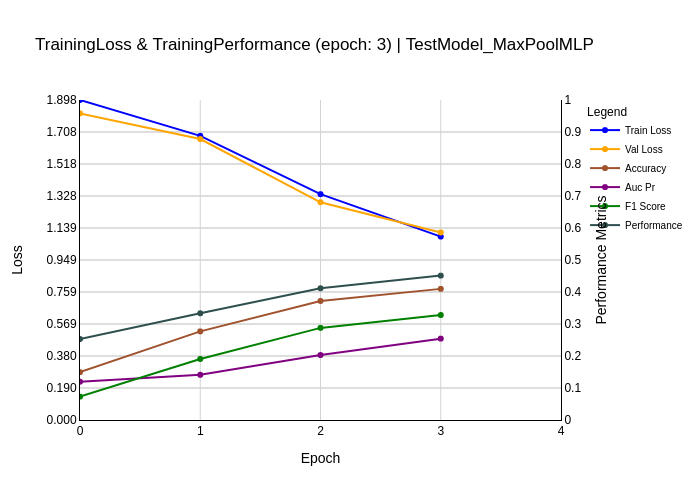 TrainingLoss & TrainingPerformance (epoch: 3) | TestModel_MaxPoolMLP
Legend
Train Loss
Val Loss
Accuracy
Auc Pr
F1 Score
Performance
Loss
1.898
1.708
1.518
1.328
1.139
0.949
0.759
0.569
0.380
0.190
0.000
1
0.9
0.8
0.7
0.6
0.5
0.4
0.3
0.2
0.1
0
Performance Metrics
0 1 2 3 4
Epoch